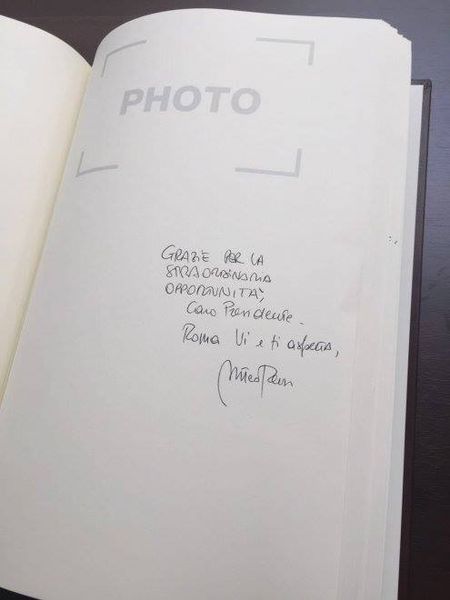 PHOTO
GRAZIE PER LA
STRAORDINARIA
OPPORTUNITÀ,
Caro Presidente.
Roma Vi e ti aspetta,